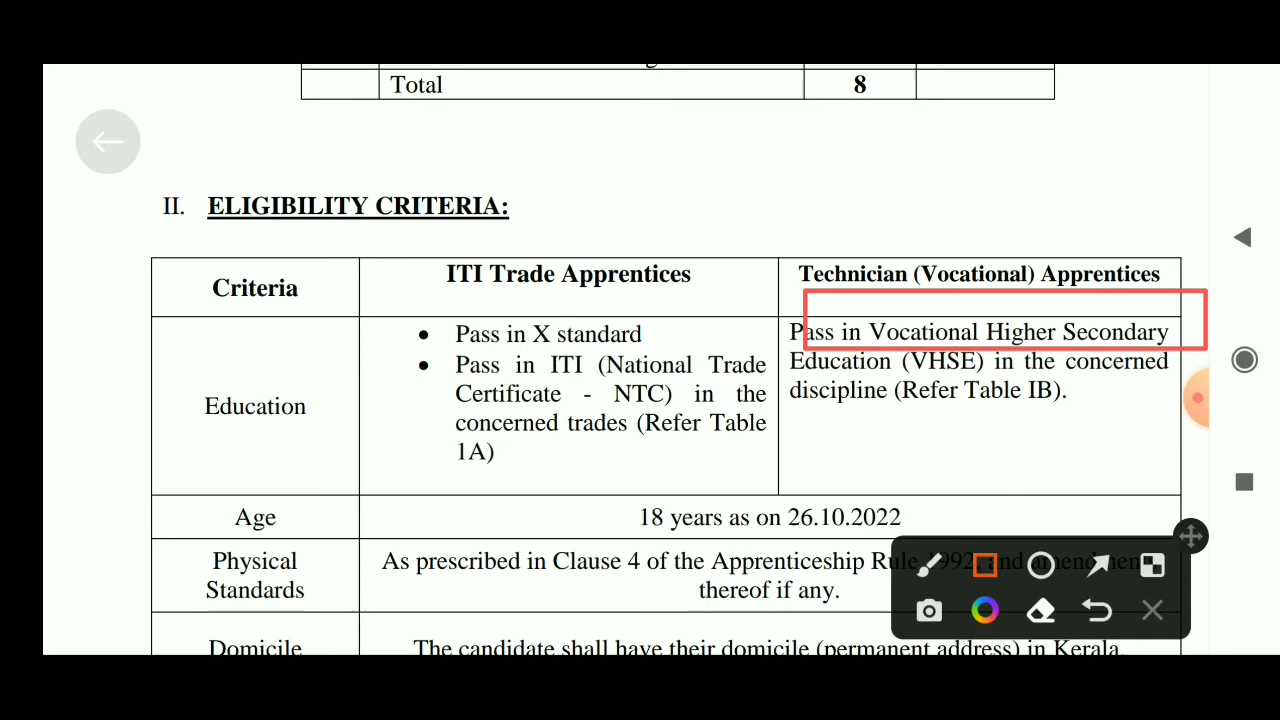 Total 8
II. ELIGIBILITY CRITERIA:
Criteria ITI Trade Apprentices Technician (Vocational) Apprentices
Education
• Pass in X standard
• Pass in ITI (National Trade
Certificate - NTC) in the
concerned trades (Refer Table
1A)
Pass in Vocational Higher Secondary
Education (VHSE) in the concerned
discipline (Refer Table IB).
Age 18 years as on 26.10.2022
Physical
Standards
As prescribed in Clause 4 of the Apprenticeship Rule 1992, and
thereof if any.
Domicile The candidate shall have their domicile (permanent address) in Kerala.